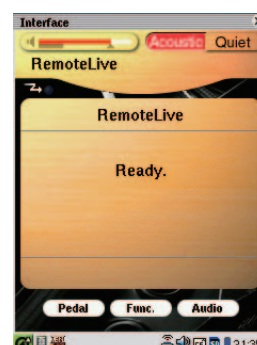 Interface
Acoustic Quiet
RemoteLive
RemoteLive
Ready.
Pedal Func. Audio